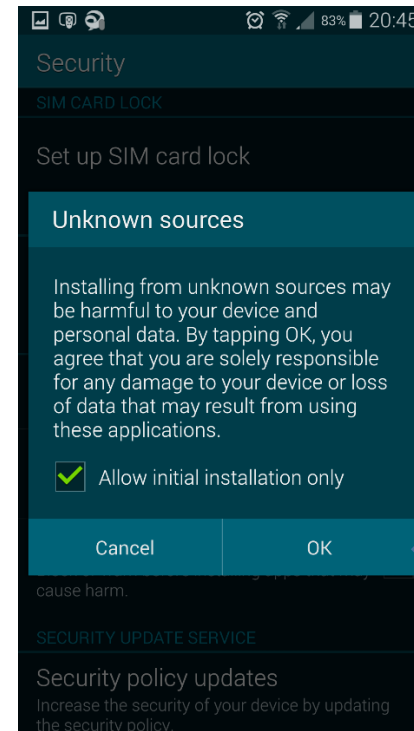 83% 20:45
Security
SIM CARD LOCK
Set up SIM card lock
Unknown sources
Installing from unknown sources may
be harmful to your device and
personal data. By tapping OK, you
agree that you are solely responsible
for any damage to your device or loss
of data that may result from using
these applications.
Allow initial installation only
Cancel OK
cause harm.
SECURITY UPDATE SERVICE
Security policy updates
Increase the security of your device by updating
the security policy.